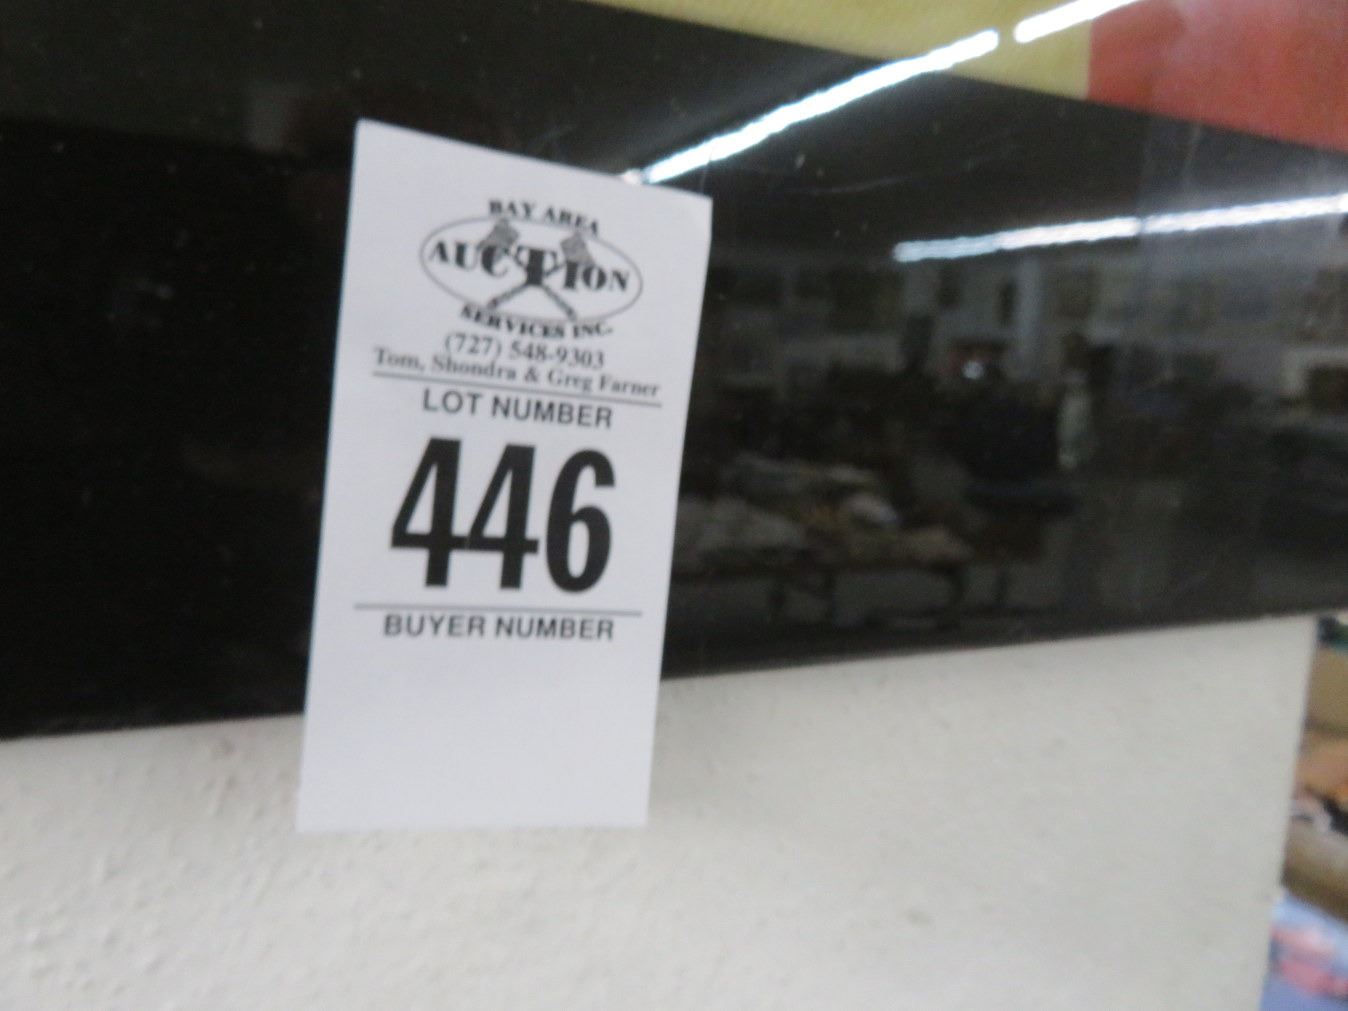 BAY AREA
AUCTION
SERVICES INC.
(727) 548-9303
Tom, Shondra & Greg Farner
LOT NUMBER
446
BUYER NUMBER